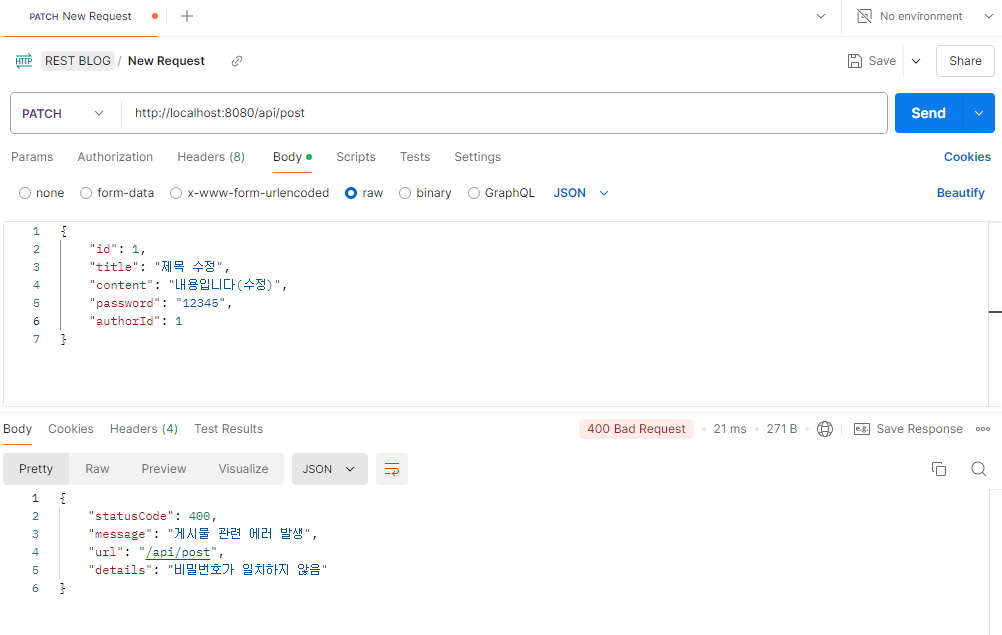 PATCH New Request
No environment
HTTP REST BLOG / New Request
Save
Share
PATCH http://localhost:8080/api/post
Send
Params Authorization Headers (8) Body Scripts Tests Settings
Cookies
none form-data x-www-form-urlencoded raw binary GraphQL JSON
Beautify
1 {
2 "id": 1,
3 "title": "제목 수정",
4 "content": "내용입니다(수정)",
5 "password": "12345",
6 "authorId": 1
7 }
Body Cookies Headers (4) Test Results
400 Bad Request 21 ms 271 B e.g. Save Response
Pretty Raw Preview Visualize JSON
1 {
2 "statusCode": 400,
3 "message": "게시물 관련 에러 발생",
4 "url": "/api/post",
5 "details": "비밀번호가 일치하지 않음"
6 }